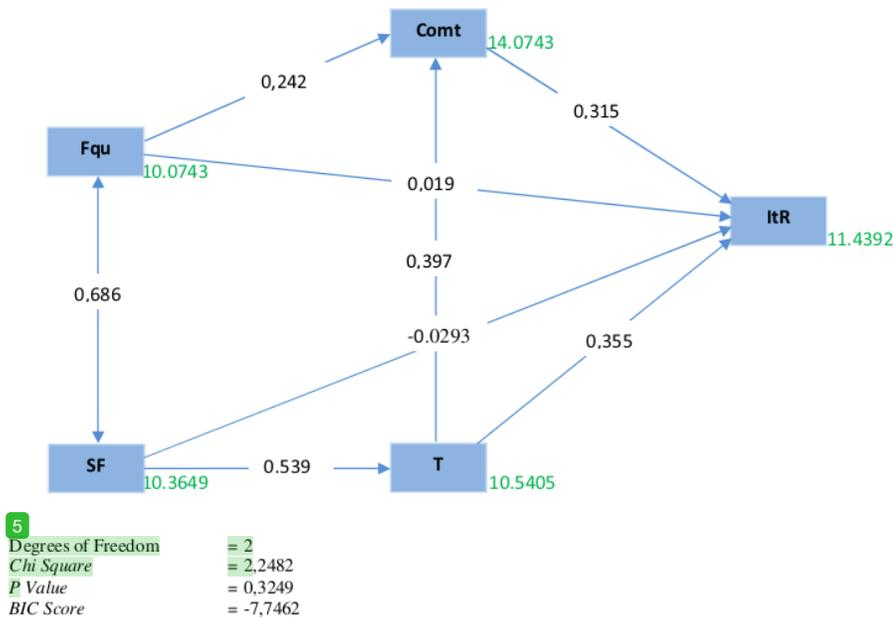 Comt
14.0743
0,242
0,315
Fqu
10.0743
0,019
ItR
11.4392
0,397
0,686
-0.0293
0,355
SF
10.3649
0.539
T
10.5405
5
Degrees of Freedom = 2
Chi Square = 2,2482
P Value = 0,3249
BIC Score = -7,7462